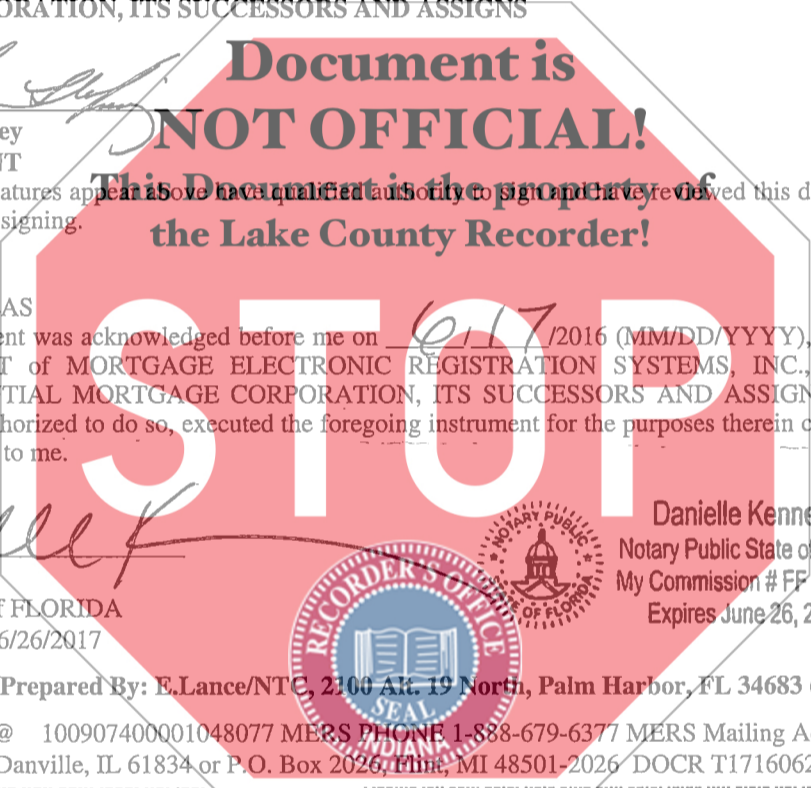 ORATION, ITS SUCCESSORS AND ASSIGNS
Document is
NOT OFFICIAL!
ey
NT
This Document is the property of
atures appear above have qualified authority to sign and have reviewed this d
signing.
the Lake County Recorder!
AS
ent was acknowledged before me on 6/17/2016 (MM/DD/YYYY),
T of MORTGAGE ELECTRONIC REGISTRATION SYSTEMS, INC.,
TIAL MORTGAGE CORPORATION, ITS SUCCESSORS AND ASSIGN
horized to do so, executed the foregoing instrument for the purposes therein c
to me.
STOP
NOTARY PUBLIC
STATE OF FLORIDA
Danielle Kenne
Notary Public State of
My Commission # FF
Expires June 26, 2
f FLORIDA
6/26/2017
RECORDER'S OFFICE
SEAL
INDIANA
Prepared By: E.Lance/NTC, 2100 Alt. 19 North, Palm Harbor, FL 34683
@ 100907400001048077 MERS PHONE 1-888-679-6377 MERS Mailing A
Danville, IL 61834 or P.O. Box 2026, Flint, MI 48501-2026 DOCR T1716062